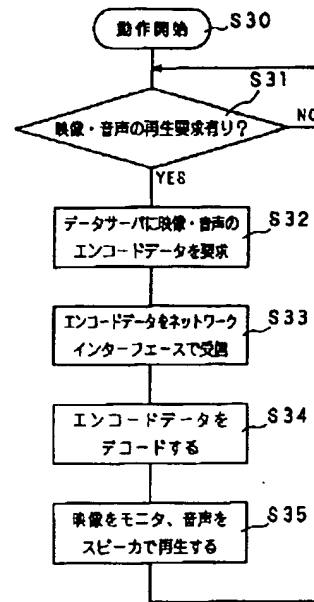 動作開始
S30
S31
映像・音声の再生要求有り?
NO
YES
データサーバに映像・音声の
エンコードデータを要求
S32
エンコードデータをネットワーク
インターフェースで受信
S33
エンコードデータを
デコードする
S34
映像をモニタ、音声を
スピーカで再生する
S35